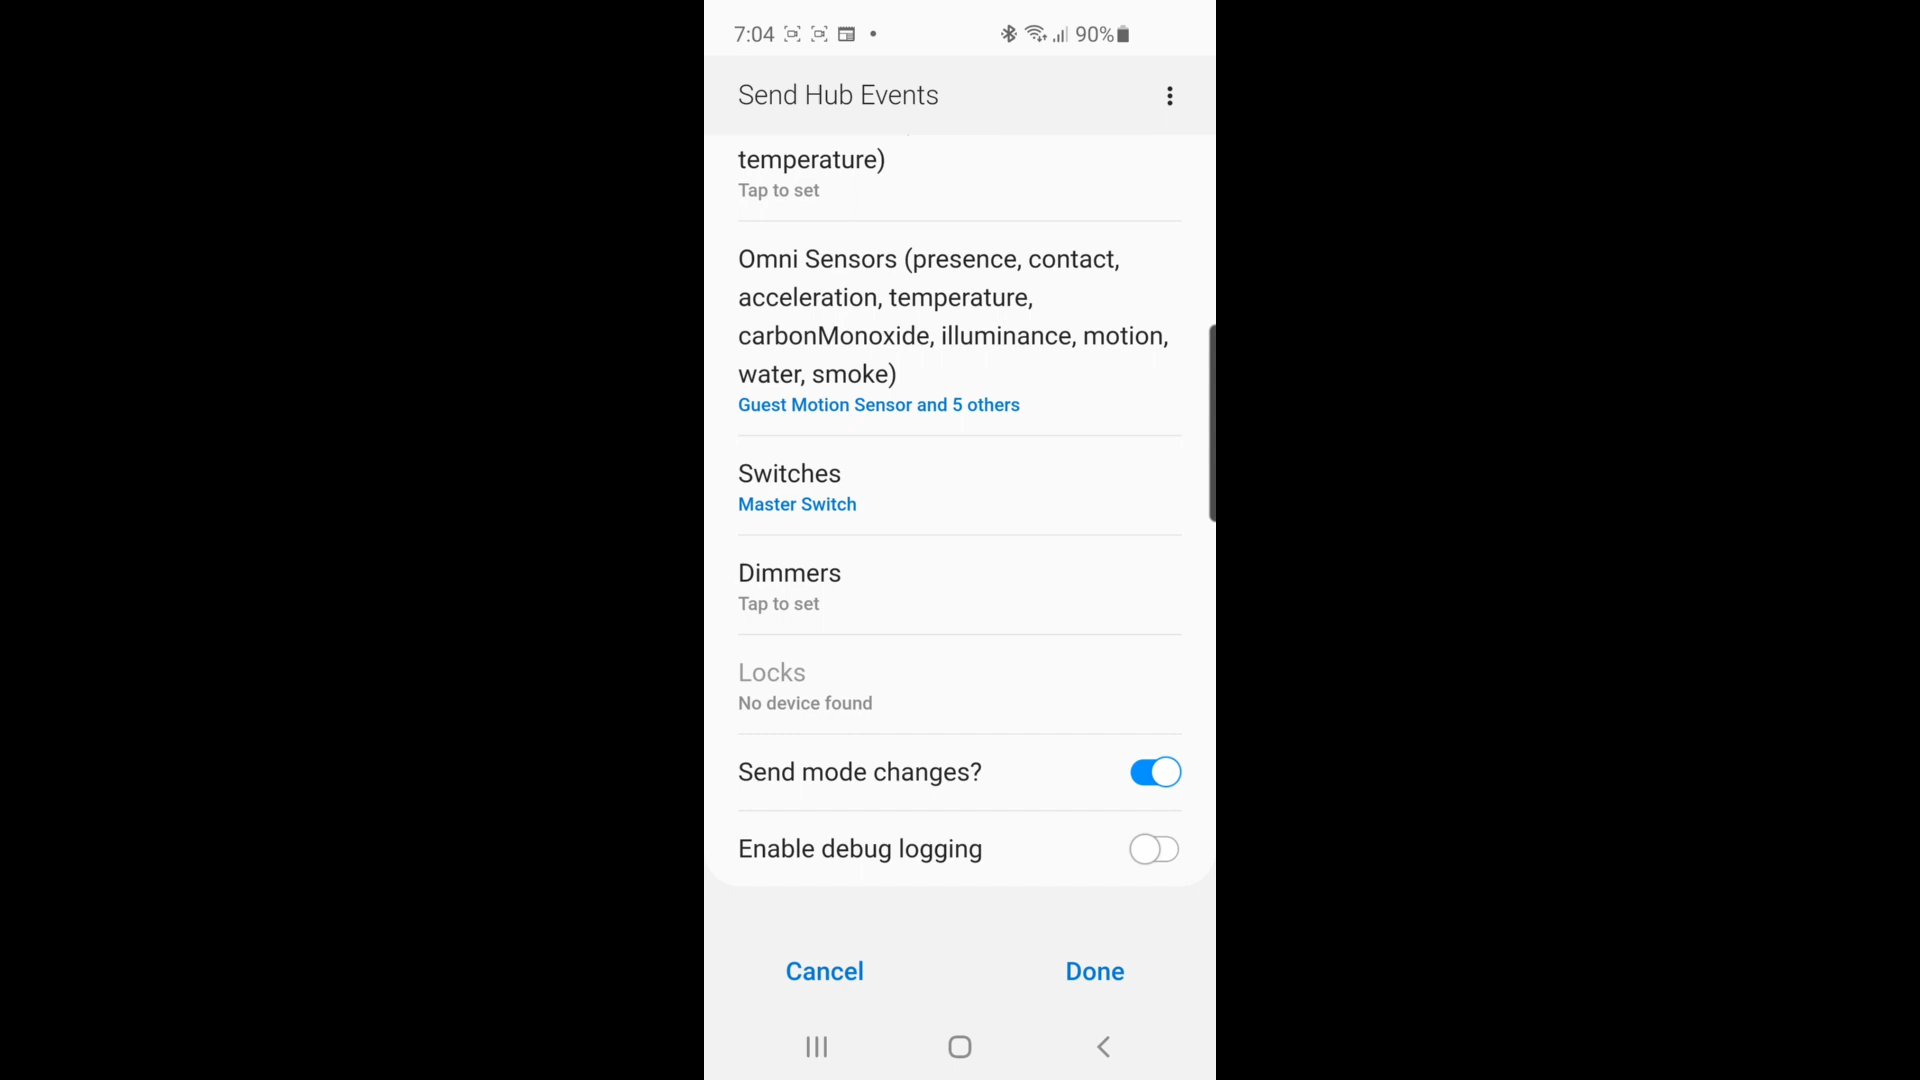 7:04
90%
Send Hub Events
temperature)
Tap to set
Omni Sensors (presence, contact,
acceleration, temperature,
carbonMonoxide, illuminance, motion,
water, smoke)
Guest Motion Sensor and 5 others
Switches
Master Switch
Dimmers
Tap to set
Locks
No device found
Send mode changes?
Enable debug logging
Cancel
Done